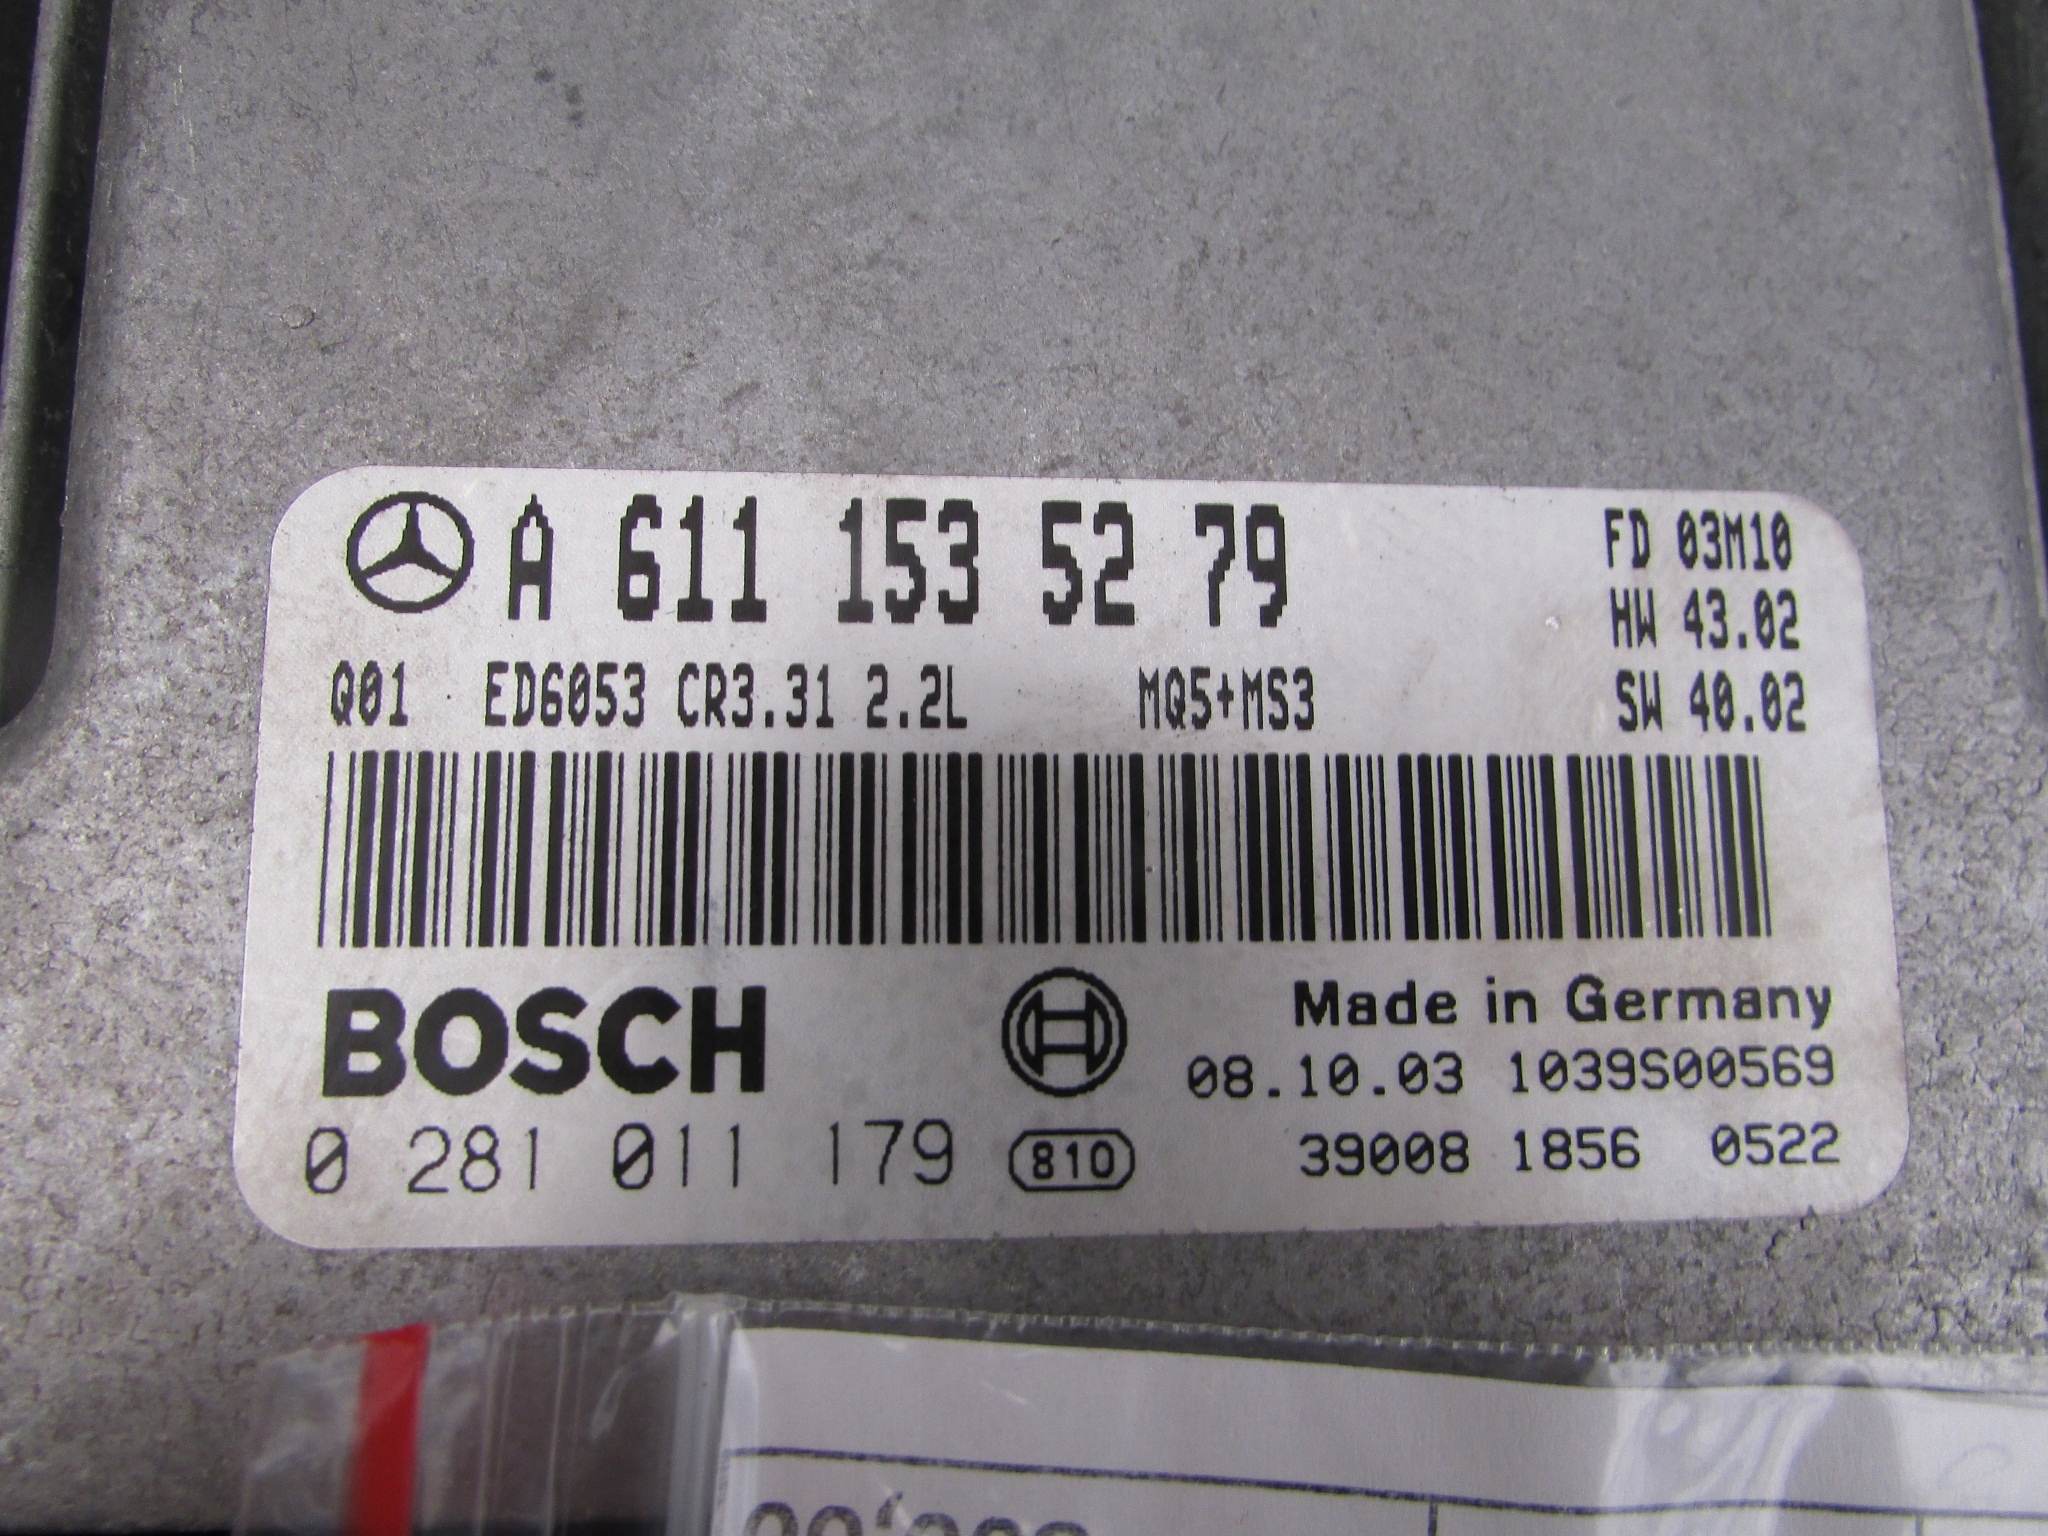 A 611 153 52 79
FD 03M10
HW 43.02
Q01 ED6053 CR3.31 2.2L MQ5+MS3
SW 40.02
BOSCH
Made in Germany
08.10.03 1039S00569
0 281 011 179
810
39008 1856 0522